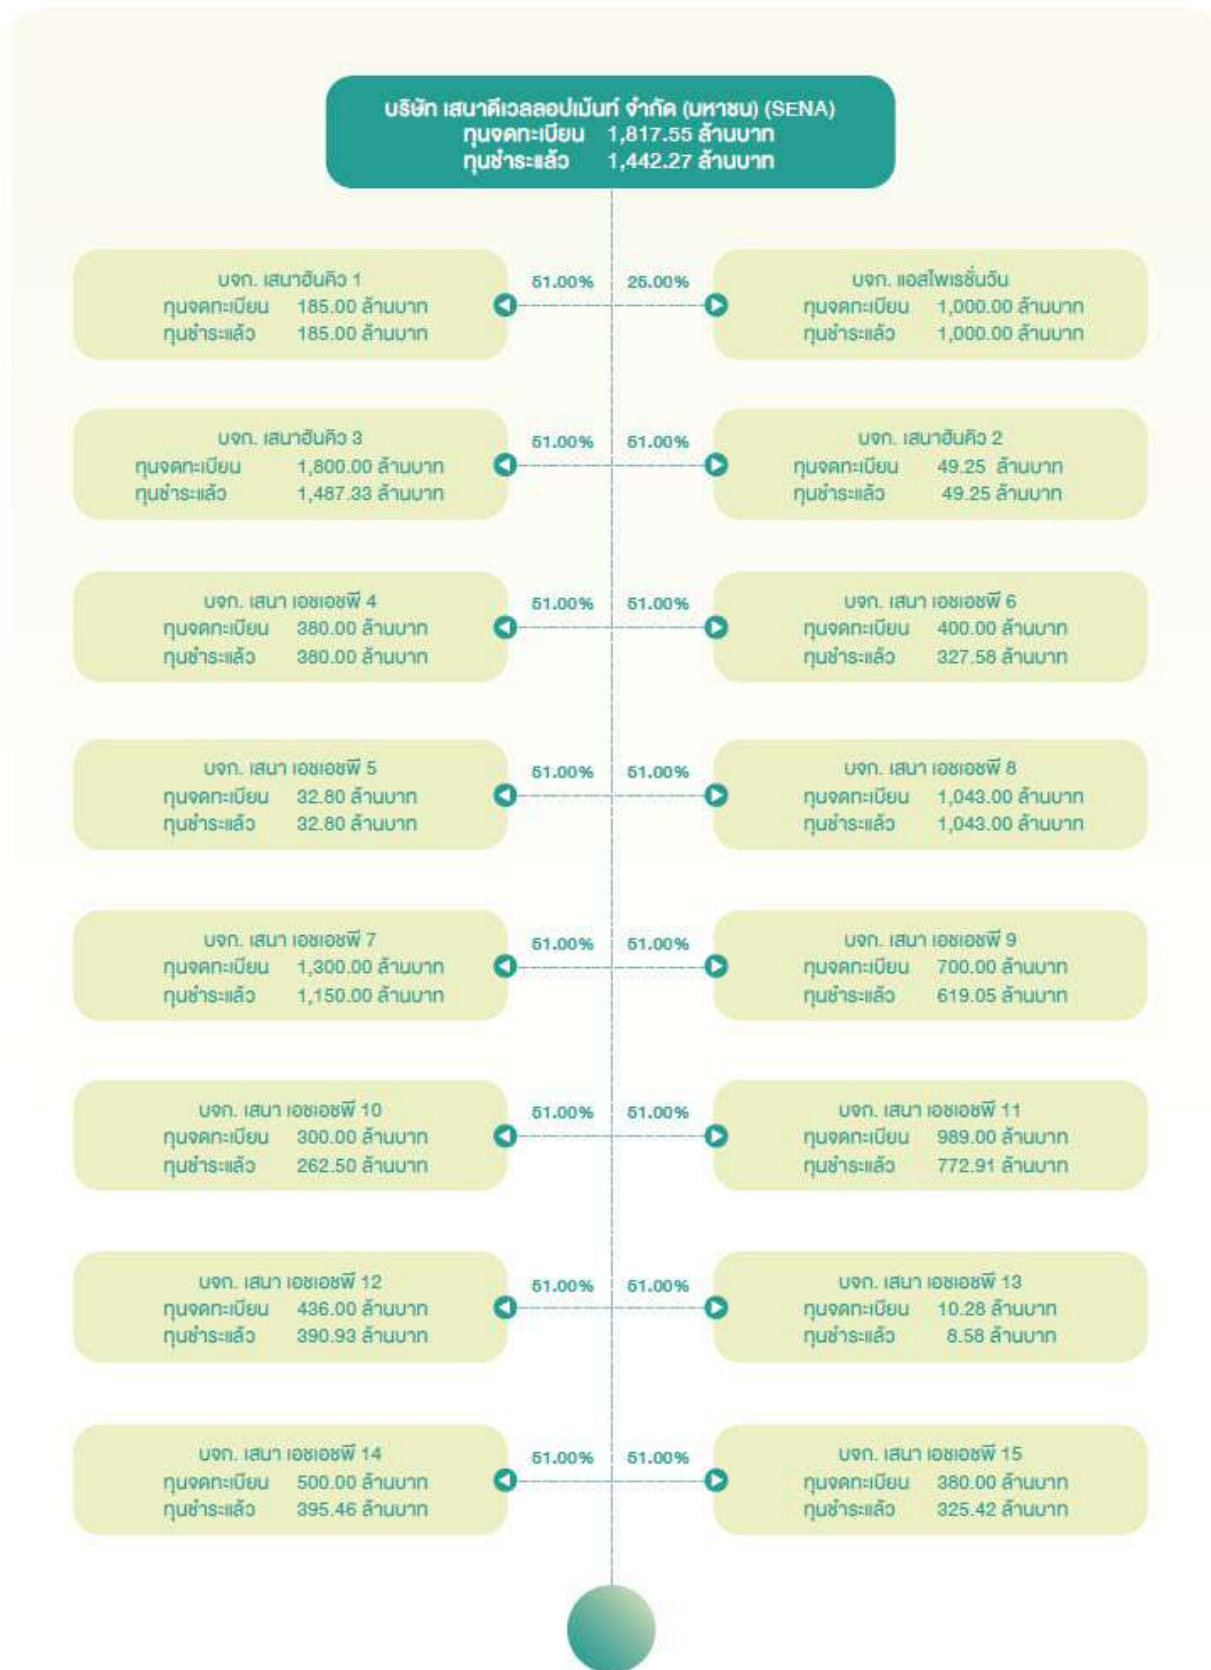 บริษัท เสนาดีเวลลอปเม้นท์ จำกัด (มหาชน) (SENA)
ทุนจดทะเบียน 1,817.55 ล้านบาท
ทุนชำระแล้ว 1,442.27 ล้านบาท
บจก. เสนาฮันคิว 1
ทุนจดทะเบียน 185.00 ล้านบาท
ทุนชำระแล้ว 185.00 ล้านบาท
51.00% 25.00%
บจก. แอสไพเรชั่นวัน
ทุนจดทะเบียน 1,000.00 ล้านบาท
ทุนชำระแล้ว 1,000.00 ล้านบาท
บจก. เสนาฮันคิว 3
ทุนจดทะเบียน 1,800.00 ล้านบาท
ทุนชำระแล้ว 1,487.33 ล้านบาท
51.00% 51.00%
บจก. เสนาฮันคิว 2
ทุนจดทะเบียน 49.25 ล้านบาท
ทุนชำระแล้ว 49.25 ล้านบาท
บจก. เสนา เอชเอชพี 4
ทุนจดทะเบียน 380.00 ล้านบาท
ทุนชำระแล้ว 380.00 ล้านบาท
51.00% 51.00%
บจก. เสนา เอชเอชพี 6
ทุนจดทะเบียน 400.00 ล้านบาท
ทุนชำระแล้ว 327.58 ล้านบาท
บจก. เสนา เอชเอชพี 5
ทุนจดทะเบียน 32.80 ล้านบาท
ทุนชำระแล้ว 32.80 ล้านบาท
51.00% 51.00%
บจก. เสนา เอชเอชพี 8
ทุนจดทะเบียน 1,043.00 ล้านบาท
ทุนชำระแล้ว 1,043.00 ล้านบาท
บจก. เสนา เอชเอชพี 7
ทุนจดทะเบียน 1,300.00 ล้านบาท
ทุนชำระแล้ว 1,150.00 ล้านบาท
51.00% 51.00%
บจก. เสนา เอชเอชพี 9
ทุนจดทะเบียน 700.00 ล้านบาท
ทุนชำระแล้ว 619.05 ล้านบาท
บจก. เสนา เอชเอชพี 10
ทุนจดทะเบียน 300.00 ล้านบาท
ทุนชำระแล้ว 262.50 ล้านบาท
51.00% 51.00%
บจก. เสนา เอชเอชพี 11
ทุนจดทะเบียน 989.00 ล้านบาท
ทุนชำระแล้ว 772.91 ล้านบาท
บจก. เสนา เอชเอชพี 12
ทุนจดทะเบียน 436.00 ล้านบาท
ทุนชำระแล้ว 390.93 ล้านบาท
51.00% 51.00%
บจก. เสนา เอชเอชพี 13
ทุนจดทะเบียน 10.28 ล้านบาท
ทุนชำระแล้ว 8.58 ล้านบาท
บจก. เสนา เอชเอชพี 14
ทุนจดทะเบียน 500.00 ล้านบาท
ทุนชำระแล้ว 395.46 ล้านบาท
51.00% 51.00%
บจก. เสนา เอชเอชพี 15
ทุนจดทะเบียน 380.00 ล้านบาท
ทุนชำระแล้ว 325.42 ล้านบาท